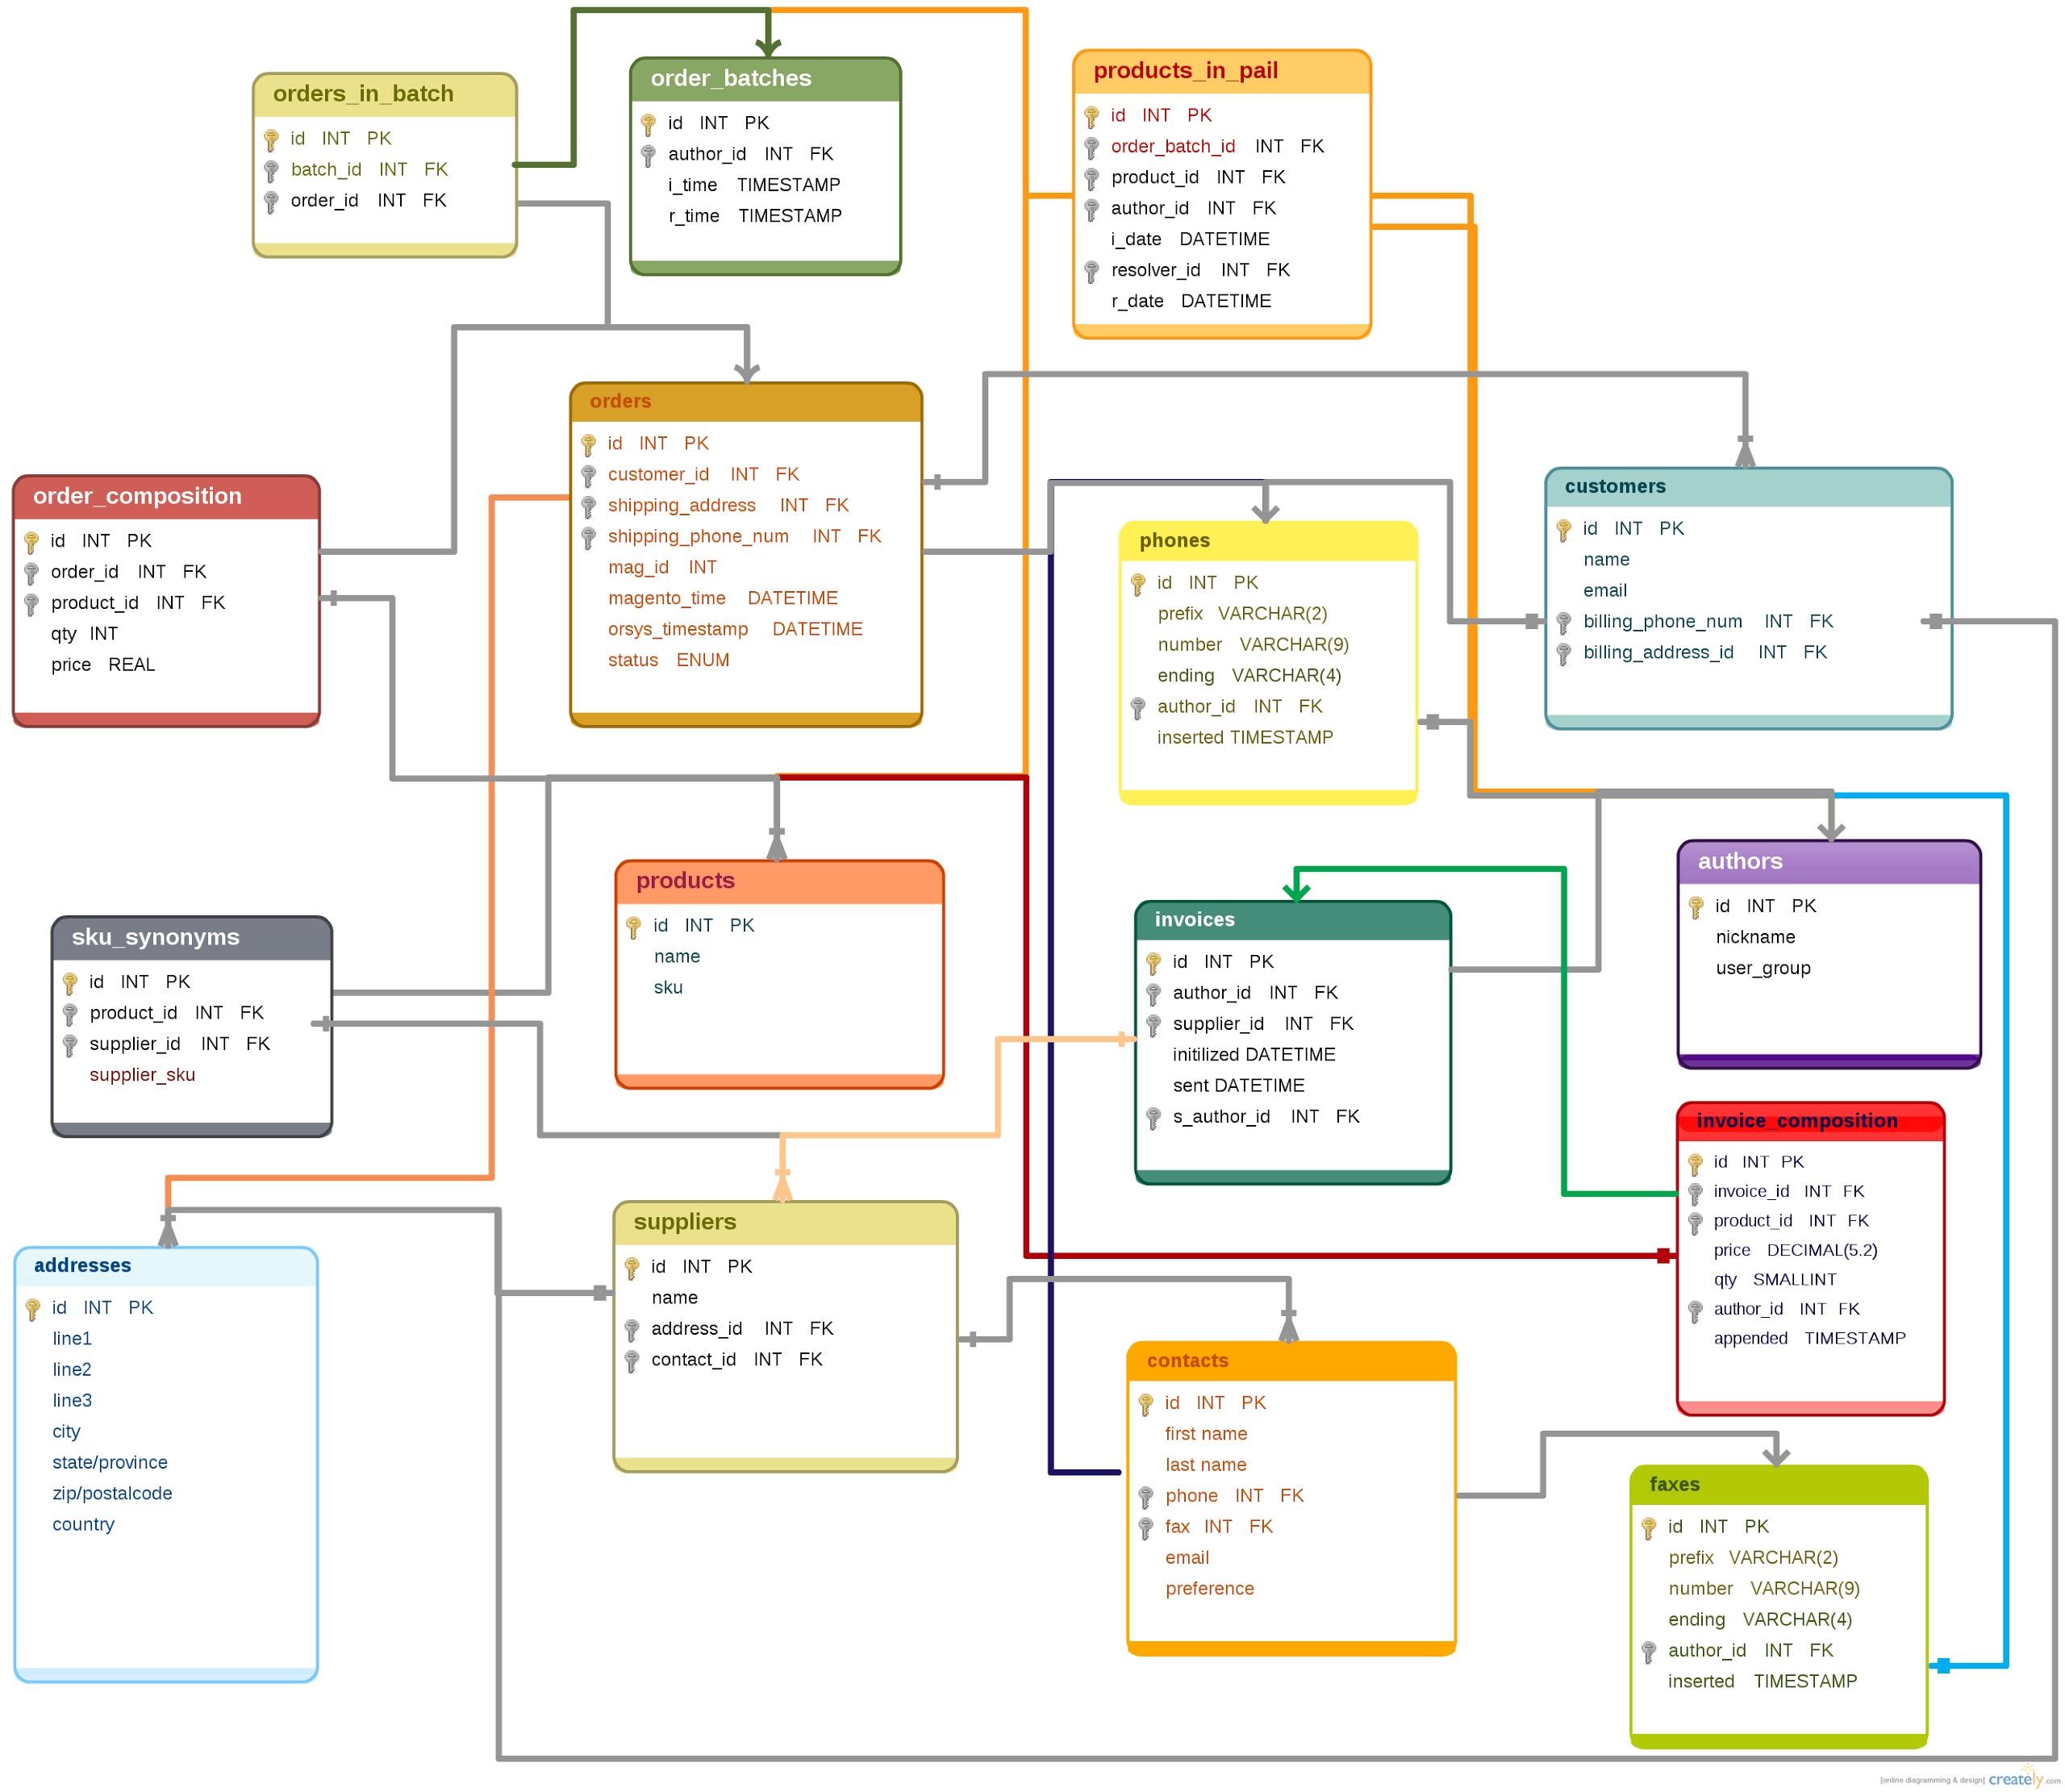 orders_in_batch
id INT PK
batch_id INT FK
order_id INT FK
order_batches
id INT PK
author_id INT FK
i_time TIMESTAMP
r_time TIMESTAMP
products_in_pail
id INT PK
order_batch_id INT FK
product_id INT FK
author_id INT FK
i_date DATETIME
resolver_id INT FK
r_date DATETIME
order_composition
id INT PK
order_id INT FK
product_id INT FK
qty INT
price REAL
orders
id INT PK
customer_id INT FK
shipping_address INT FK
shipping_phone_num INT FK
mag_id INT
magento_time DATETIME
orsys_timestamp DATETIME
status ENUM
phones
id INT PK
prefix VARCHAR(2)
number VARCHAR(9)
ending VARCHAR(4)
author_id INT FK
inserted TIMESTAMP
customers
id INT PK
name
email
billing_phone_num INT FK
billing_address_id INT FK
sku_synonyms
id INT PK
product_id INT FK
supplier_id INT FK
supplier_sku
products
id INT PK
name
sku
invoices
id INT PK
author_id INT FK
supplier_id INT FK
initilized DATETIME
sent DATETIME
s_author_id INT FK
authors
id INT PK
nickname
user_group
invoice_composition
id INT PK
invoice_id INT FK
product_id INT FK
price DECIMAL(5.2)
qty SMALLINT
author_id INT FK
appended TIMESTAMP
addresses
id INT PK
line1
line2
line3
city
state/province
zip/postalcode
country
suppliers
id INT PK
name
address_id INT FK
contact_id INT FK
contacts
id INT PK
first name
last name
phone INT FK
fax INT FK
email
preference
faxes
id INT PK
prefix VARCHAR(2)
number VARCHAR(9)
ending VARCHAR(4)
author_id INT FK
inserted TIMESTAMP
[online diagramming & design] creately.com